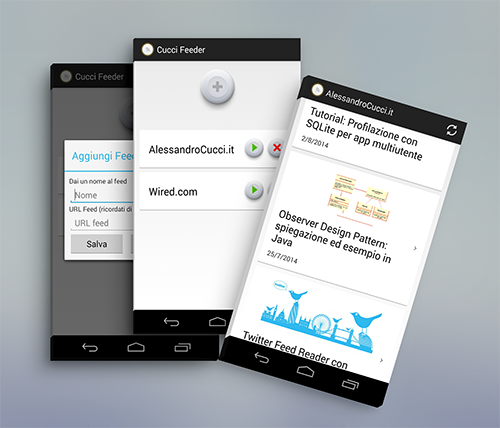 Cucci Feeder
Aggiungi Feed
Dai un nome al feed
Nome
URL Feed (ricordati di
URL feed
Salva
Cucci Feeder
AlessandroCucci.it
Wired.com
AlessandroCucci.it
Tutorial: Profilazione con
SQLite per app multiutente
2/8/2014
Observer Design Pattern:
spiegazione ed esempio in
Java
25/7/2014
Twitter Feed Reader con